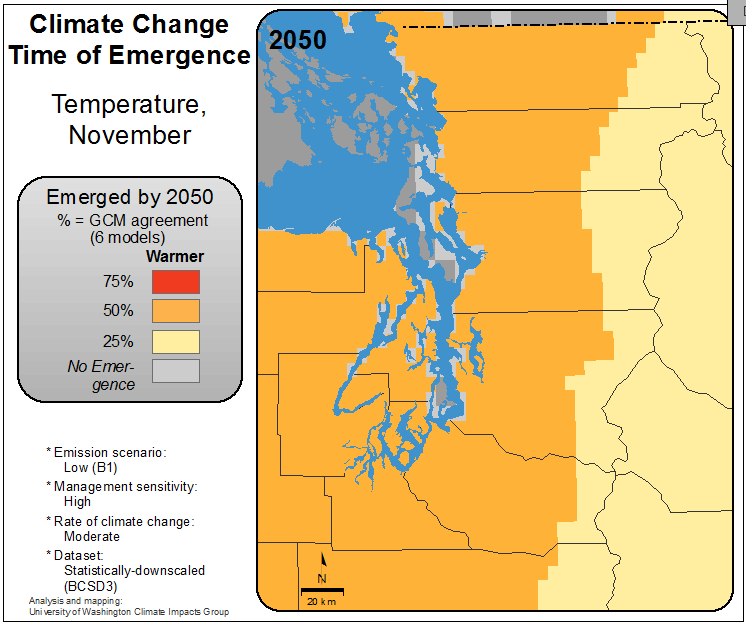 Climate Change
Time of Emergence
Temperature,
November
Emerged by 2050
% = GCM agreement
(6 models)
Warmer
75%
50%
25%
No Emer-
gence
* Emission scenario:
Low (B1)
* Management sensitivity:
High
* Rate of climate change:
Moderate
* Dataset:
Statistically-downscaled
(BCSD3)
Analysis and mapping:
University of Washington Climate Impacts Group
2050
N
20 km